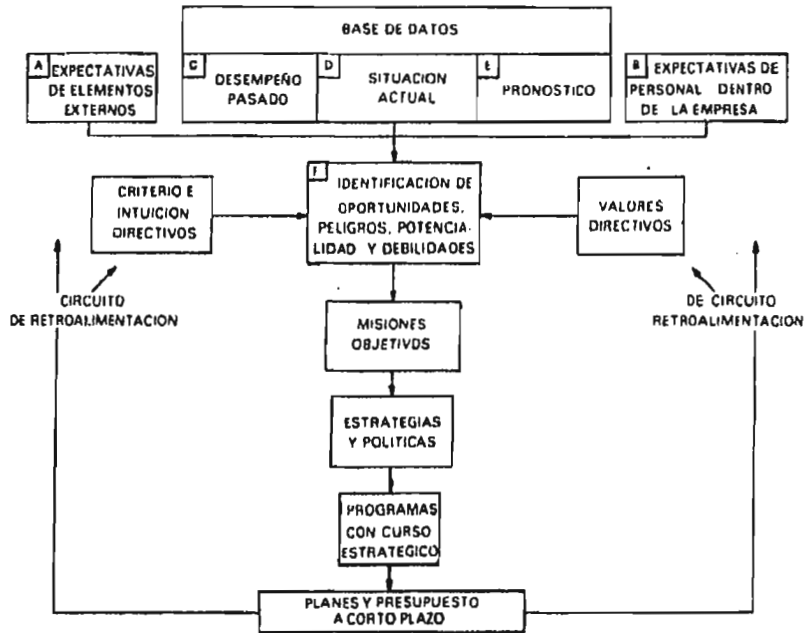 BASE DE DATOS
A
EXPECTATIVAS
DE ELEMENTOS
EXTERNOS
C
DESEMPEÑO
PASADO
D
SITUACION
ACTUAL
E
PRONOSTICO
B
EXPECTATIVAS DE
PERSONAL DENTRO
DE LA EMPRESA
CRITERIO E
INTUICION
DIRECTIVOS
F
IDENTIFICACION DE
OPORTUNIDADES,
PELIGROS, POTENCIA-
LIDAD Y DEBILIDADES
VALORES
DIRECTIVOS
CIRCUITO
DE RETROALIMENTACION
DE CIRCUITO
RETROALIMENTACION
MISIONES
OBJETIVOS
ESTRATEGIAS
Y POLITICAS
PROGRAMAS
CON CURSO
ESTRATEGICO
PLANES Y PRESUPUESTO
A CORTO PLAZO